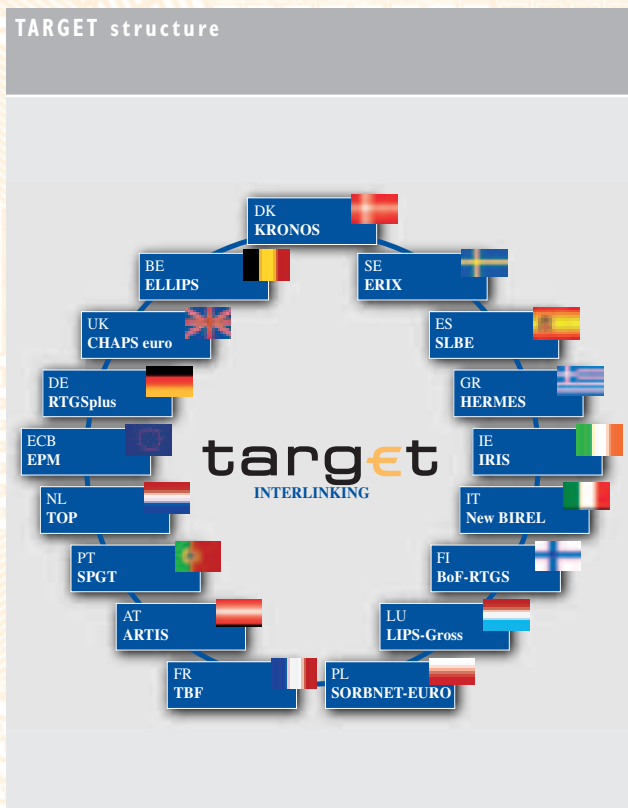 TARGET structure
DK
KRONOS
BE
ELLIPS
SE
ERIX
UK
CHAPS euro
ES
SLBE
DE
RTGSplus
GR
HERMES
ECB
EPM
target
INTERLINKING
IE
IRIS
NL
TOP
IT
New BIREL
PT
SPGT
FI
BoF-RTGS
AT
ARTIS
LU
LIPS-Gross
FR
TBF
PL
SORBNET-EURO